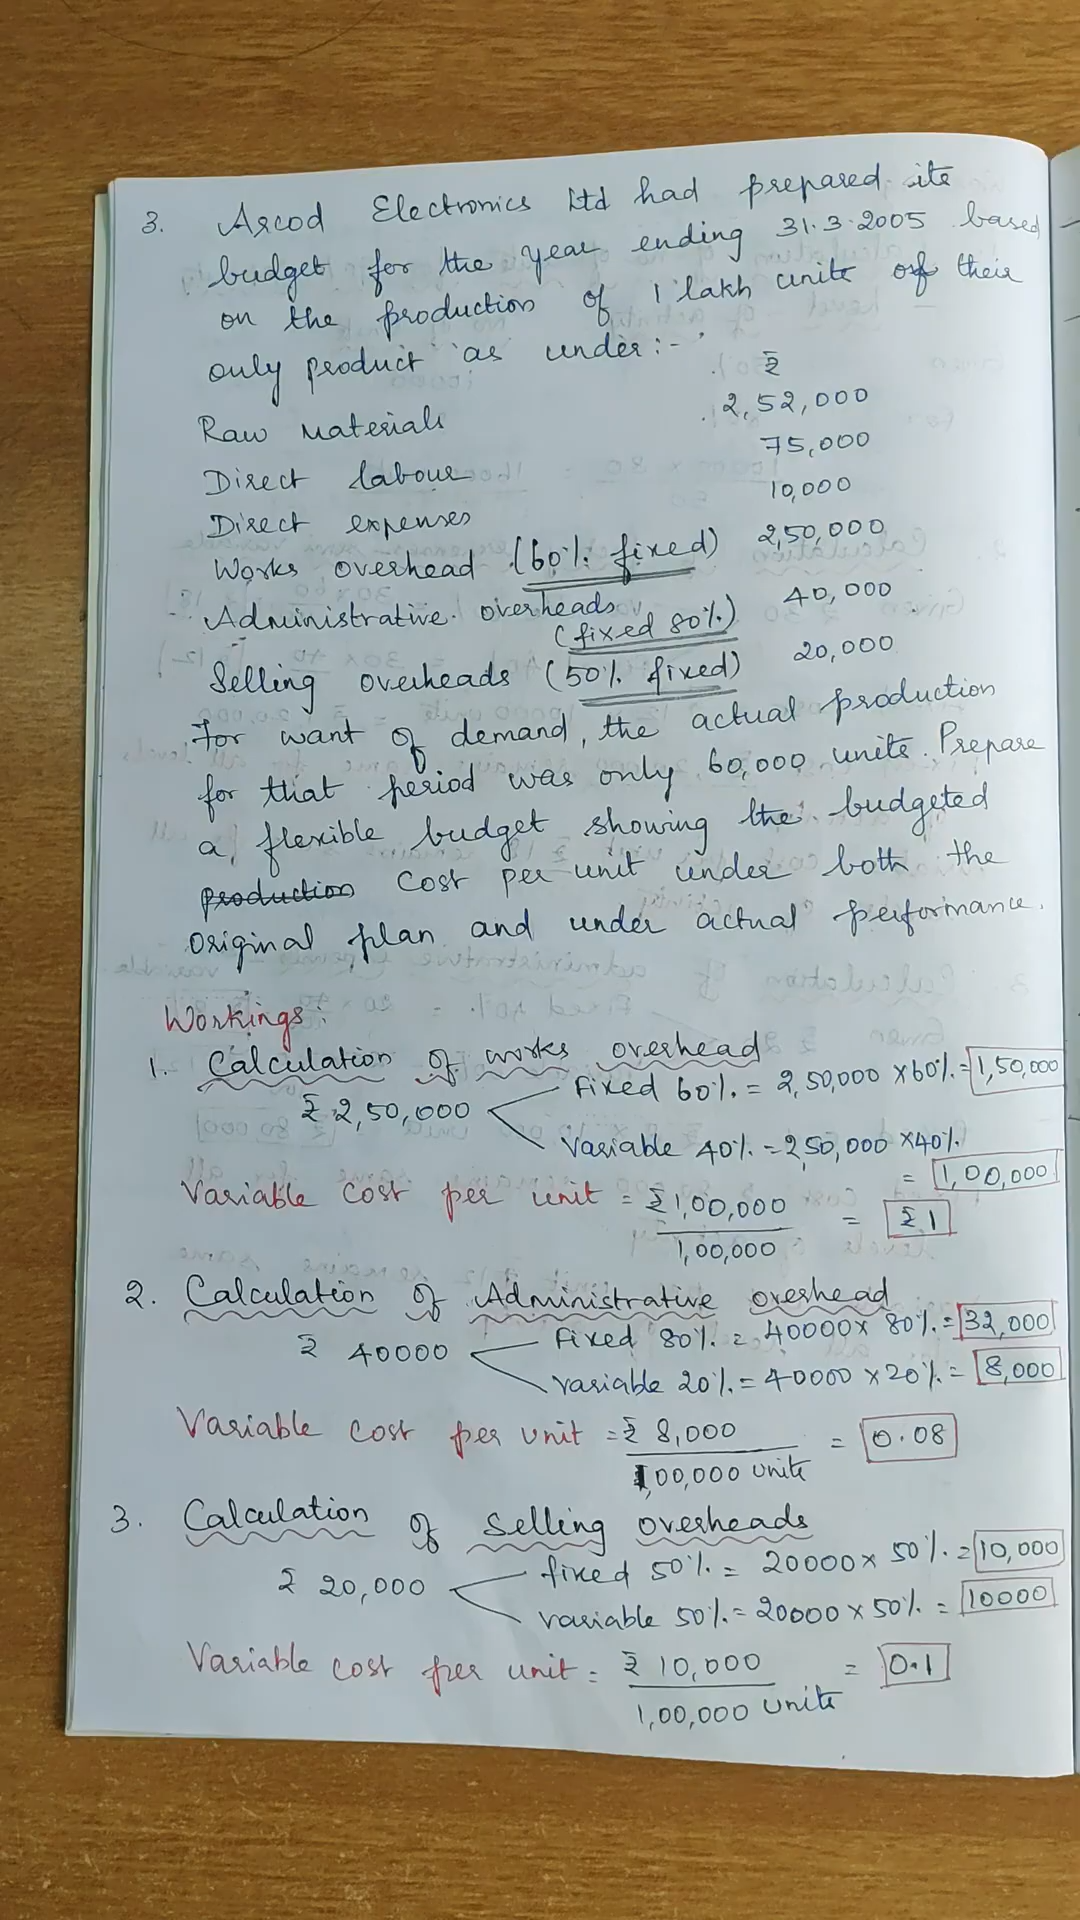 3. Arcod Electronics Ltd had prepared its
budget for the year ending 31.3.2005 based
on the production of 1 lakh units of their
only product as under:-
₹
Raw Materials 2,52,000
Direct labour 75,000
Direct expenses 10,000
Works overhead (60% fixed) 2,50,000
Administrative overheads 40,000
(fixed 80%)
Selling overheads (50% fixed) 20,000
For want of demand, the actual production
for that period was only 60,000 units. Prepare
a flexible budget showing the budgeted
production cost per unit under both the
original plan and under actual performance.
Workings:
1. Calculation of works overhead
₹ 2,50,000
Fixed 60% = 2,50,000 x 60% = 1,50,000
Variable 40% = 2,50,000 x 40%
= 1,00,000
Variable cost per unit = ₹ 1,00,000 = ₹ 1
1,00,000
2. Calculation of Administrative overhead
₹ 40000
Fixed 80% = 40000 x 80% = 32,000
Variable 20% = 40000 x 20% = 8,000
Variable cost per unit = ₹ 8,000 = 0.08
1,00,000 units
3. Calculation of Selling overheads
₹ 20,000
fixed 50% = 20000 x 50% = 10,000
variable 50% = 20000 x 50% = 10000
Variable cost per unit = ₹ 10,000 = 0.1
1,00,000 units